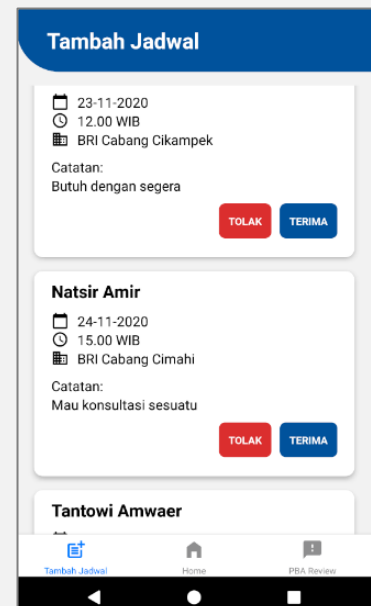 Tambah Jadwal
23-11-2020
12.00 WIB
BRI Cabang Cikampek
Catatan:
Butuh dengan segera
TOLAK
TERIMA
Natsir Amir
24-11-2020
15.00 WIB
BRI Cabang Cimahi
Catatan:
Mau konsultasi sesuatu
TOLAK
TERIMA
Tantowi Amwaer
Tambah Jadwal
Home
PBA Review